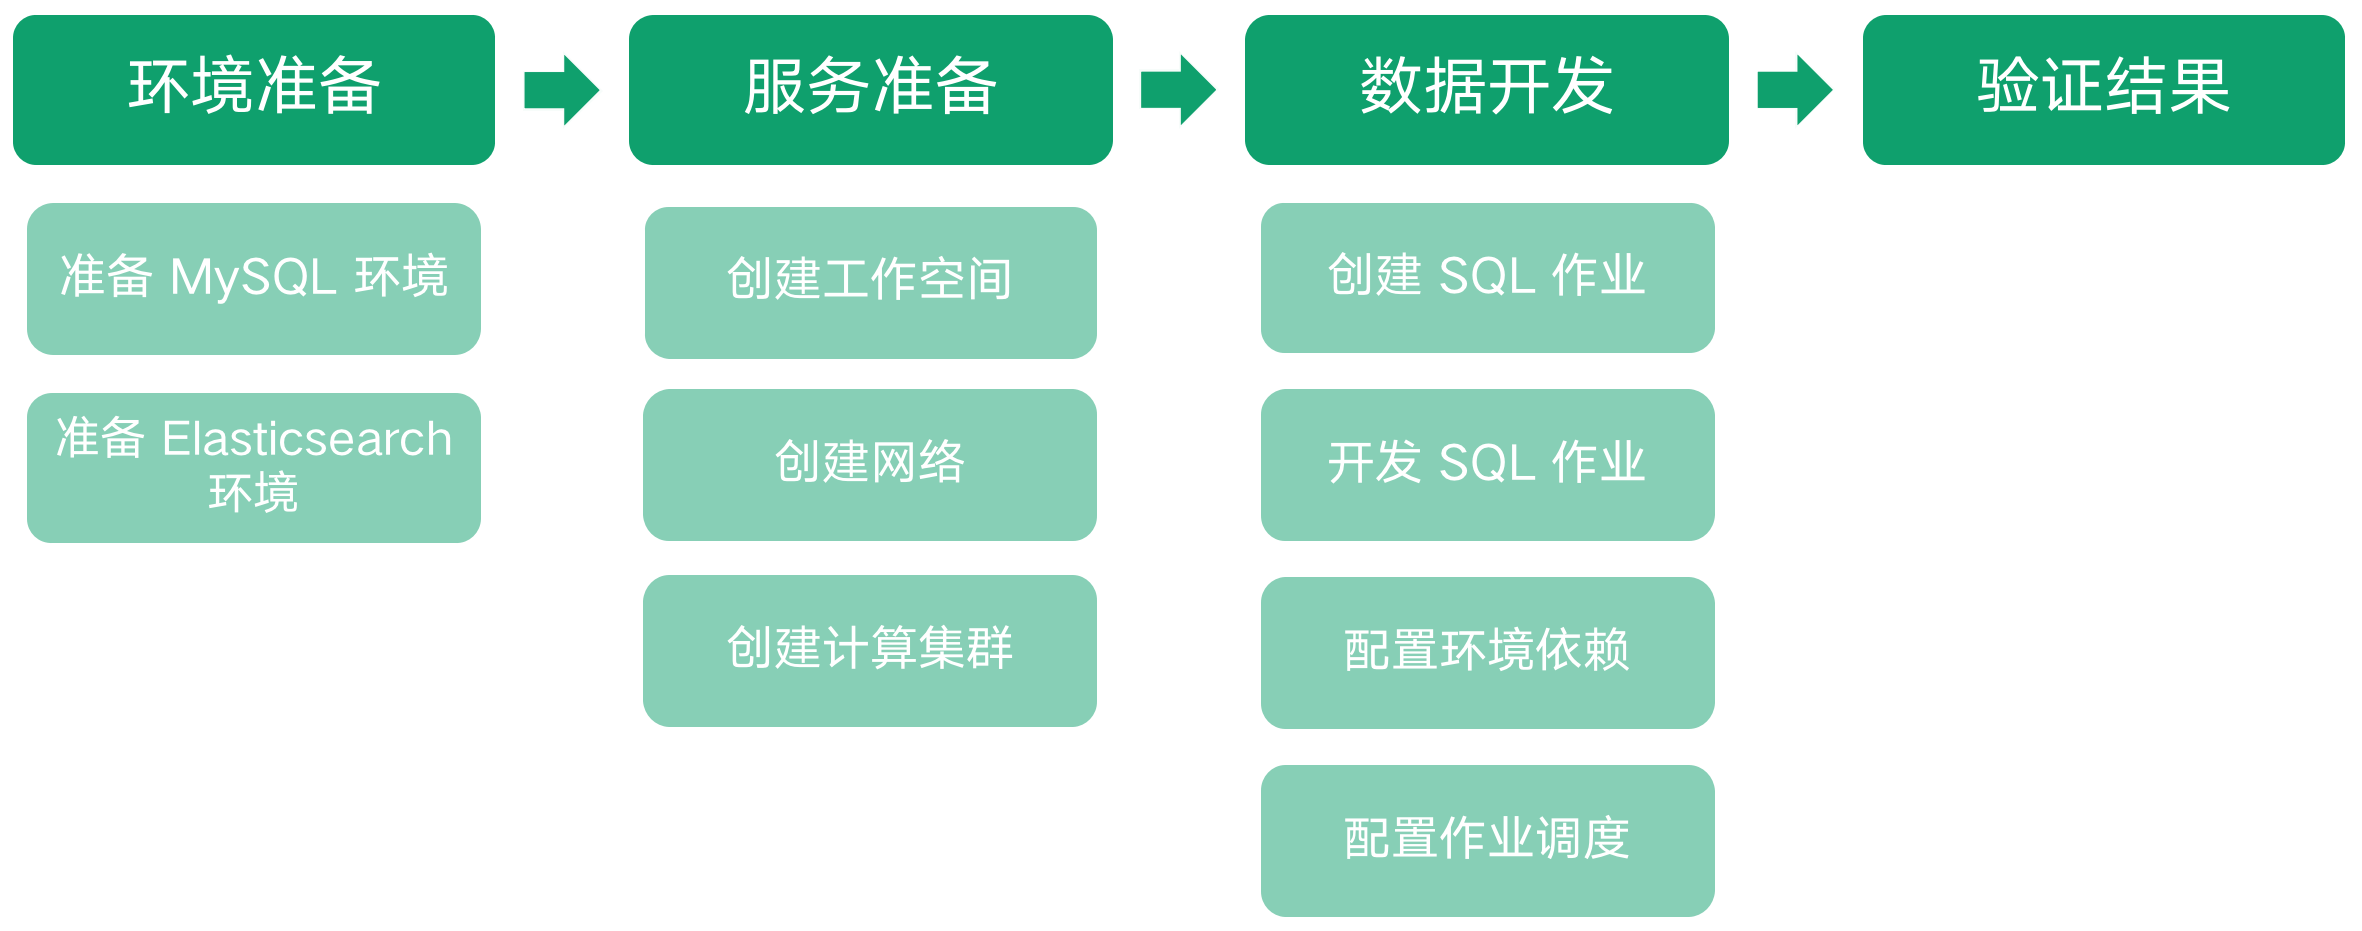 环境准备
服务准备
数据开发
验证结果
准备 MySQL 环境
准备 Elasticsearch
环境
创建工作空间
创建网络
创建计算集群
创建 SQL 作业
开发 SQL 作业
配置环境依赖
配置作业调度